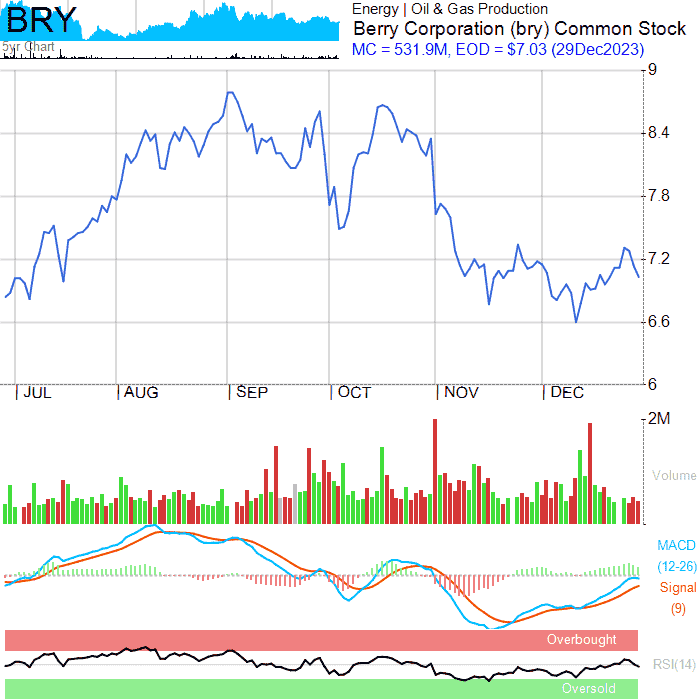 BRY
5yr Chart
Energy | Oil & Gas Production
Berry Corporation (bry) Common Stock
MC = 531.9M, EOD = $7.03 (29Dec2023)
9
8.4
7.8
7.2
6.6
6
| JUL | AUG | SEP | OCT | NOV | DEC
2M
Volume
MACD
(12-26)
Signal
(9)
Overbought
RSI(14)
Oversold